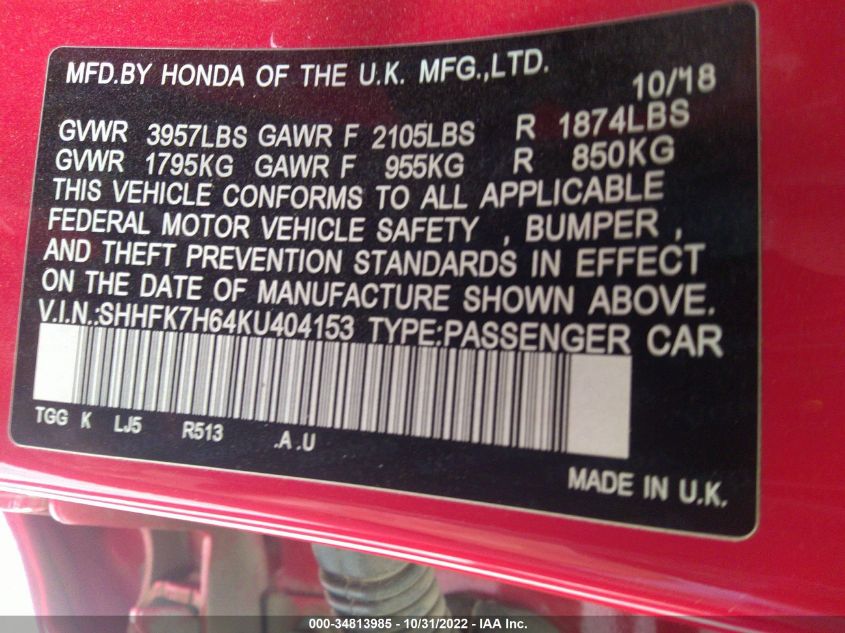 MFD.BY HONDA OF THE U.K. MFG.,LTD. 10/18
GVWR 3957LBS GAWR F 2105LBS R 1874LBS
GVWR 1795KG GAWR F 955KG R 850KG
THIS VEHICLE CONFORMS TO ALL APPLICABLE
FEDERAL MOTOR VEHICLE SAFETY , BUMPER ,
AND THEFT PREVENTION STANDARDS IN EFFECT
ON THE DATE OF MANUFACTURE SHOWN ABOVE.
V.I.N.:SHHFK7H64KU404153 TYPE:PASSENGER CAR
TGG K LJ5 R513 .A .U
MADE IN U.K.
000-34813985 - 10/31/2022 - IAA Inc.